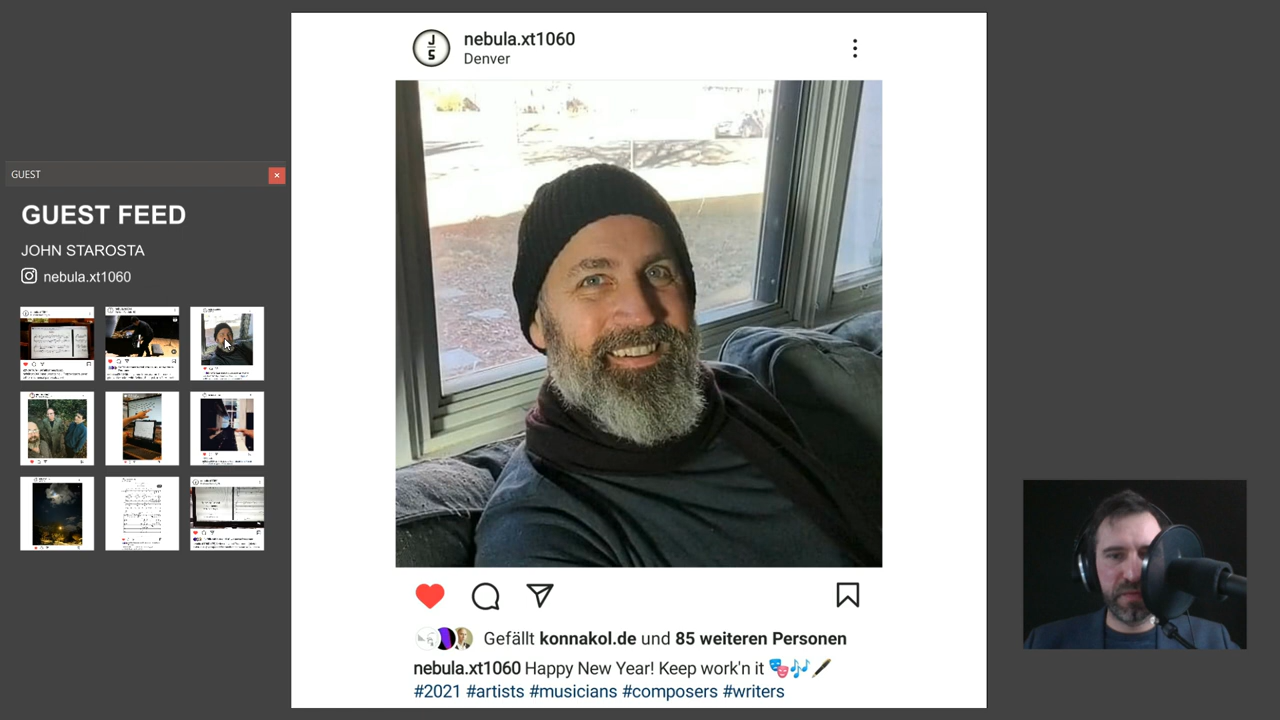 nebula.xt1060
Denver
GUEST
GUEST FEED
JOHN STAROSTA
nebula.xt1060
Gefällt konnakol.de und 85 weiteren Personen
nebula.xt1060 Happy New Year! Keep work'n it 🎭🎶🖋️
#2021 #artists #musicians #composers #writers
J
S